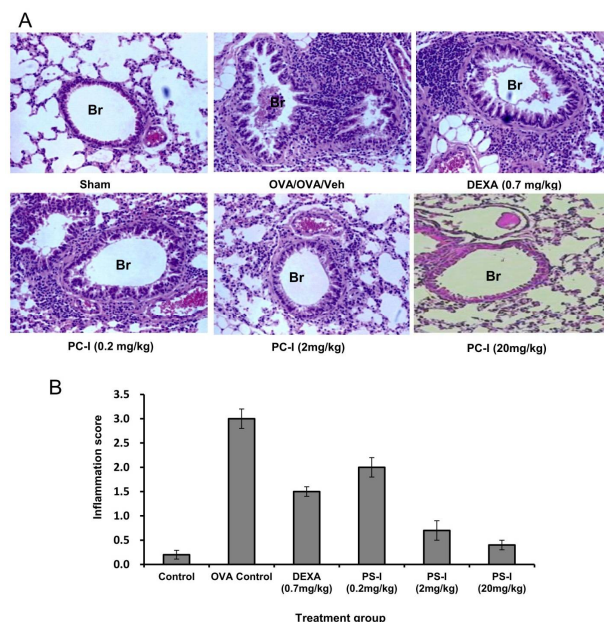 A
Br
Br
Br
Sham
OVA/OVA/Veh
DEXA (0.7 mg/kg)
Br
Br
Br
PC-I (0.2 mg/kg)
PC-I (2mg/kg)
PC-I (20mg/kg)
B
Inflammation score
3.5
3.0
2.5
2.0
1.5
1.0
0.5
0.0
Control
OVA Control
DEXA
(0.7mg/kg)
PS-I
(0.2mg/kg)
PS-I
(2mg/kg)
PS-I
(20mg/kg)
Treatment group